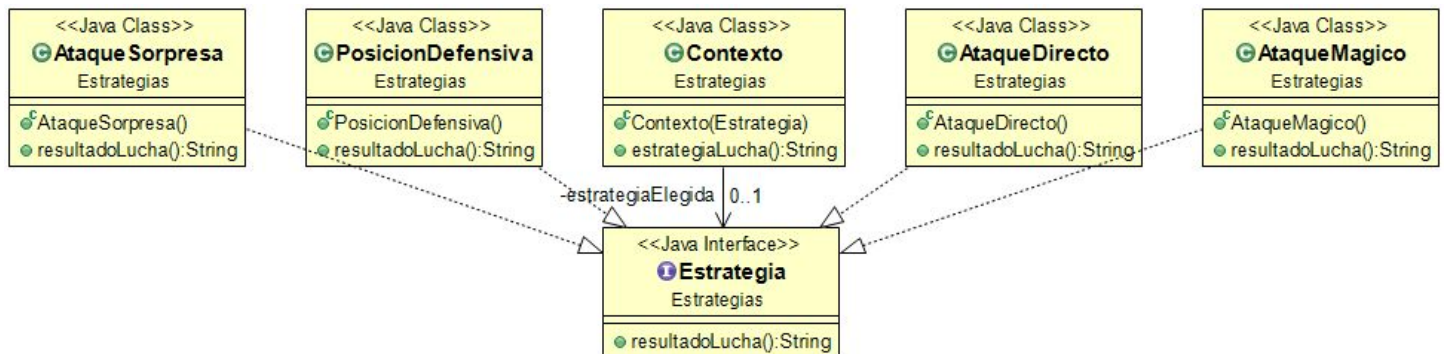 <<Java Class>>
AtaqueSorpresa
Estrategias
AtaqueSorpresa()
resultadoLucha():String
<<Java Class>>
PosicionDefensiva
Estrategias
PosicionDefensiva()
resultadoLucha():String
<<Java Class>>
Contexto
Estrategias
Contexto(Estrategia)
estrategiaLucha():String
<<Java Class>>
AtaqueDirecto
Estrategias
AtaqueDirecto()
resultadoLucha():String
<<Java Class>>
AtaqueMagico
Estrategias
AtaqueMagico()
resultadoLucha():String
-estrategiaElegida 0..1
<<Java Interface>>
Estrategia
Estrategias
resultadoLucha():String